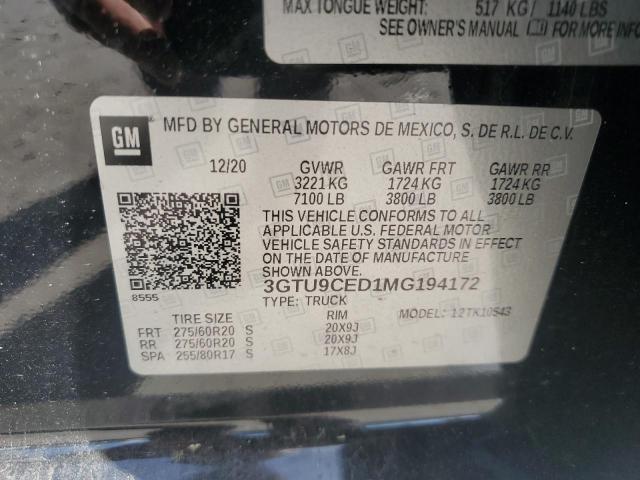 MAX TONGUE WEIGHT: 517 KG/ 1140 LBS
SEE OWNER'S MANUAL FOR
GM
MFD BY GENERAL MOTORS DE MEXICO, S. DE R.L. DE C.V.
12/20 GVWR GAWR FRT GAWR RR
3221 KG 1724 KG 1724 KG
7100 LB 3800 LB 3800 LB
THIS VEHICLE CONFORMS TO ALL
APPLICABLE U.S. FEDERAL MOTOR
VEHICLE SAFETY STANDARDS IN EFFECT
ON THE DATE OF MANUFACTURE
SHOWN ABOVE.
8555
3GTU9CED1MG194172
TYPE: TRUCK
MODEL: 12TK10543
TIRE SIZE RIM
FRT 275/60R20 S 20X9J
RR 275/60R20 S 20X9J
SPA 255/80R17 S 17X8J